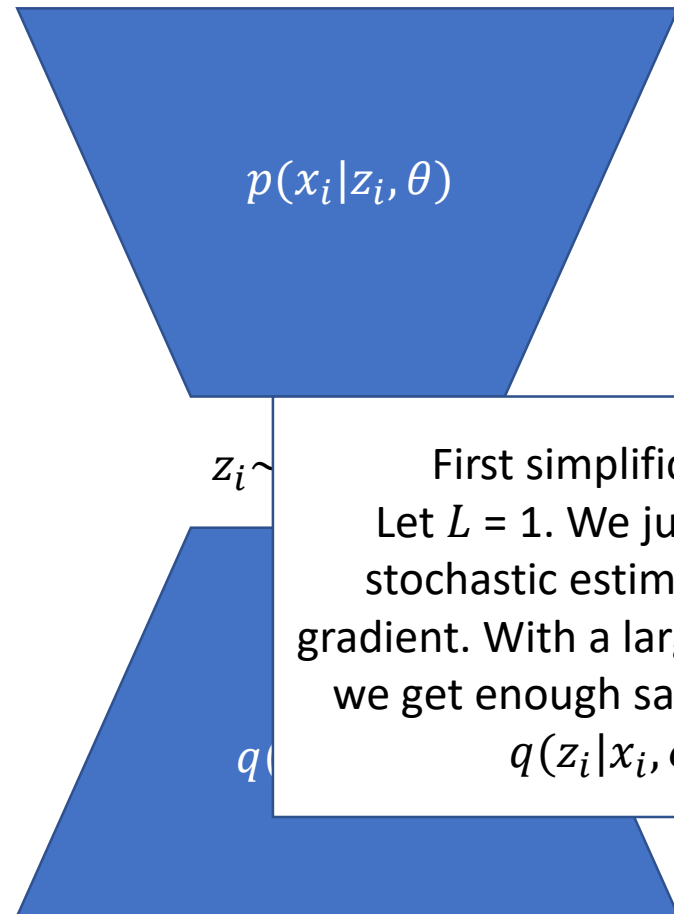 p(x_i|z_i, θ)
z_i~
First simplific
Let L = 1. We ju
stochastic estim
gradient. With a larg
we get enough sa
q(
q(z_i|x_i,